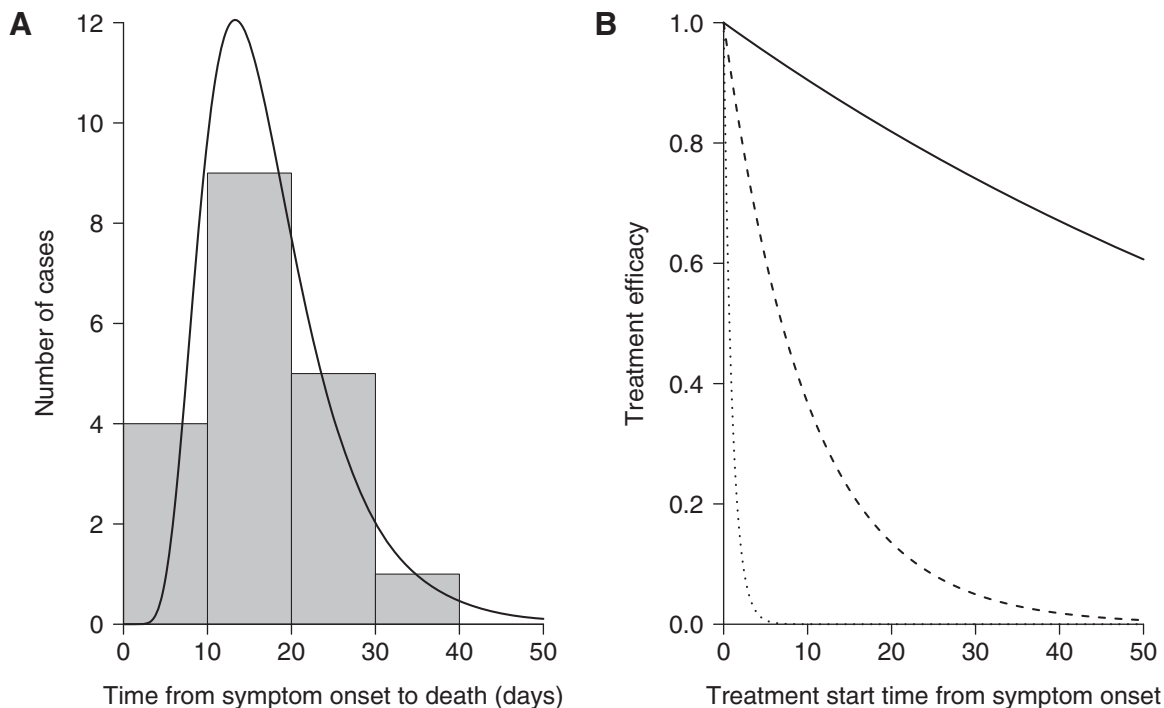 A
12
10
8
6
4
2
0
Number of cases
0 10 20 30 40 50
Time from symptom onset to death (days)
B
1.0
0.8
0.6
0.4
0.2
0.0
Treatment efficacy
0 10 20 30 40 50
Treatment start time from symptom onset